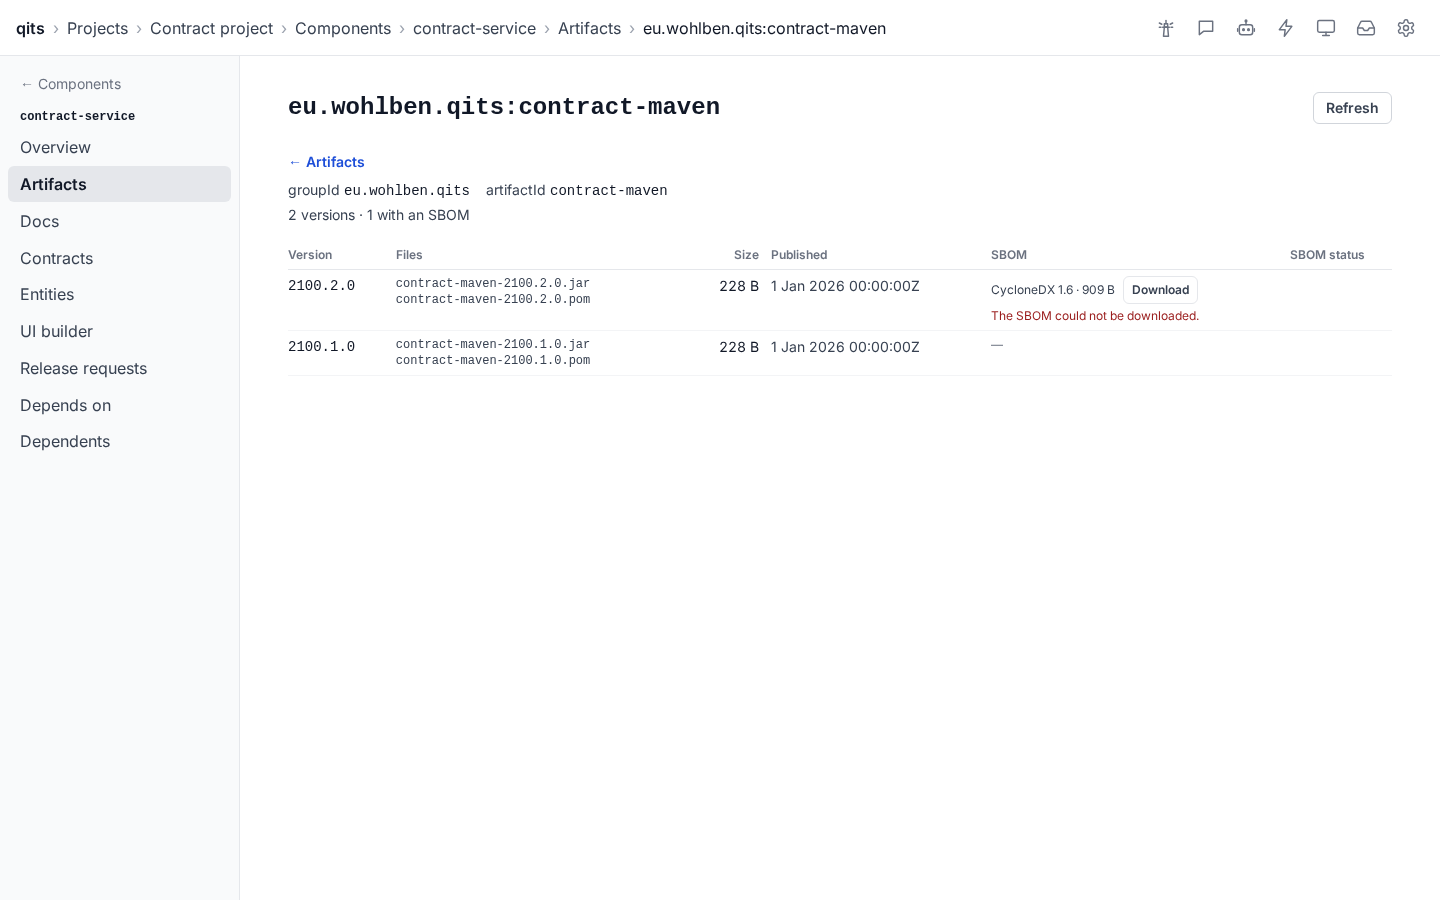 qits › Projects › Contract project › Components › contract-service › Artifacts › eu.wohlben.qits:contract-maven
← Components
contract-service
Overview
Artifacts
Docs
Contracts
Entities
UI builder
Release requests
Depends on
Dependents
eu.wohlben.qits:contract-maven
Refresh
← Artifacts
groupId eu.wohlben.qits artifactId contract-maven
2 versions · 1 with an SBOM
Version Files Size Published SBOM SBOM status
2100.2.0 contract-maven-2100.2.0.jar 228 B 1 Jan 2026 00:00:00Z CycloneDX 1.6 · 909 B Download
contract-maven-2100.2.0.pom
The SBOM could not be downloaded.
2100.1.0 contract-maven-2100.1.0.jar 228 B 1 Jan 2026 00:00:00Z —
contract-maven-2100.1.0.pom